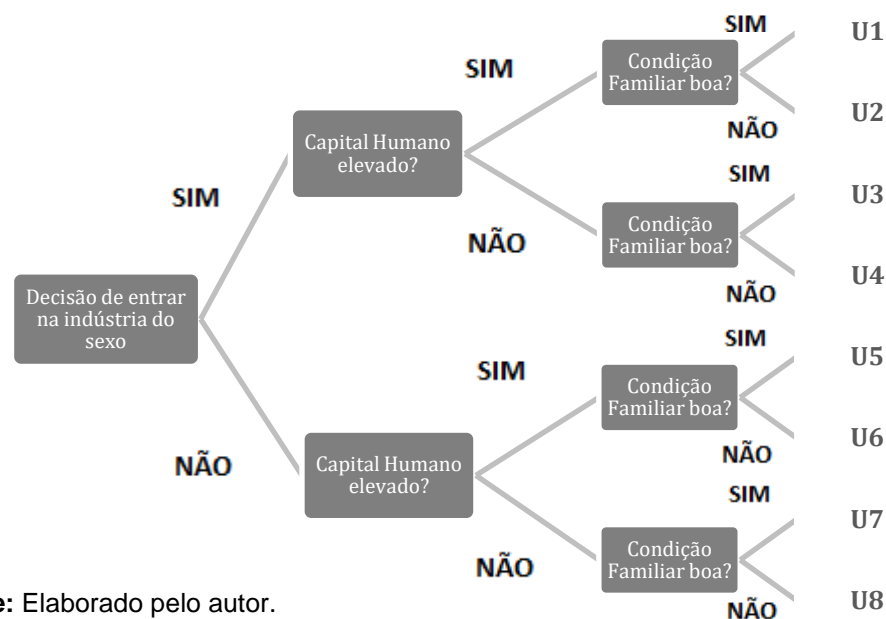 SIM
U1
Condição
Familiar boa?
SIM
U2
NÃO
Capital Humano
elevado?
SIM
SIM
U3
Condição
Familiar boa?
NÃO
U4
NÃO
Decisão de entrar
na indústria do
sexo
SIM
U5
SIM
Condição
Familiar boa?
U6
NÃO
NÃO
Capital Humano
elevado?
SIM
U7
Condição
Familiar boa?
NÃO
U8
NÃO
e: Elaborado pelo autor.